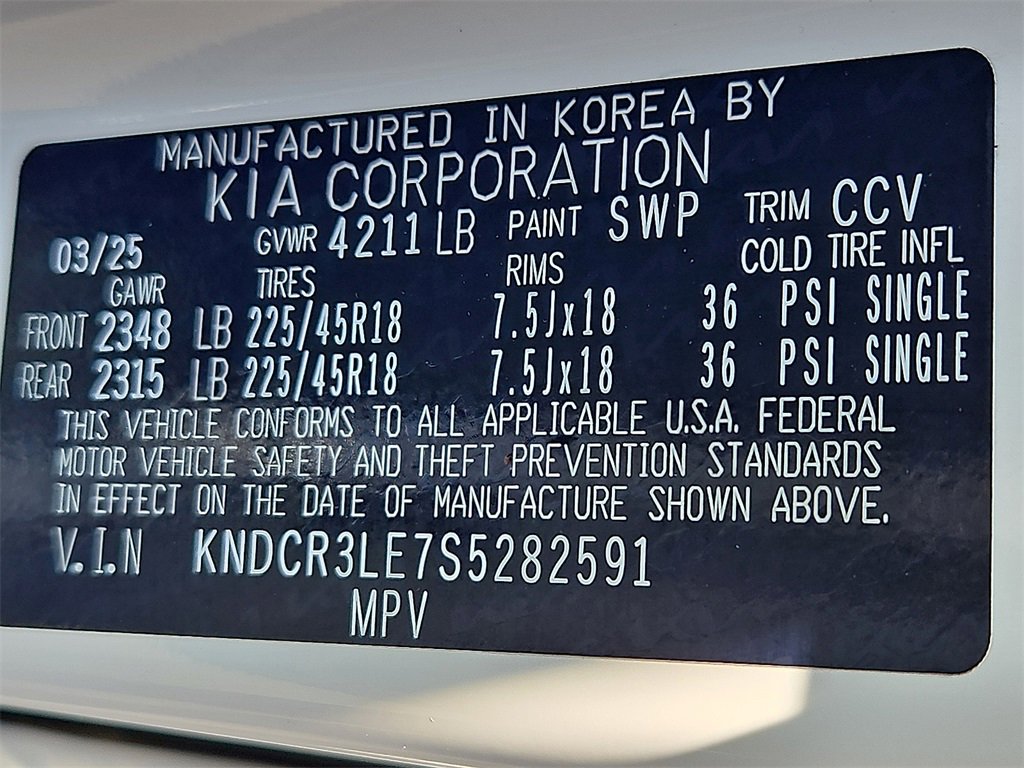 MANUFACTURED IN KOREA BY
KIA CORPORATION
03/25 GVWR 4211 LB PAINT SWP TRIM CCV
GAWR TIRES RIMS COLD TIRE INFL
FRONT 2348 LB 225/45R18 7.5Jx18 36 PSI SINGLE
REAR 2315 LB 225/45R18 7.5Jx18 36 PSI SINGLE
THIS VEHICLE CONFORMS TO ALL APPLICABLE U.S.A. FEDERAL
MOTOR VEHICLE SAFETY AND THEFT PREVENTION STANDARDS
IN EFFECT ON THE DATE OF MANUFACTURE SHOWN ABOVE.
V.I.N KNDCR3LE7S5282591
MPV